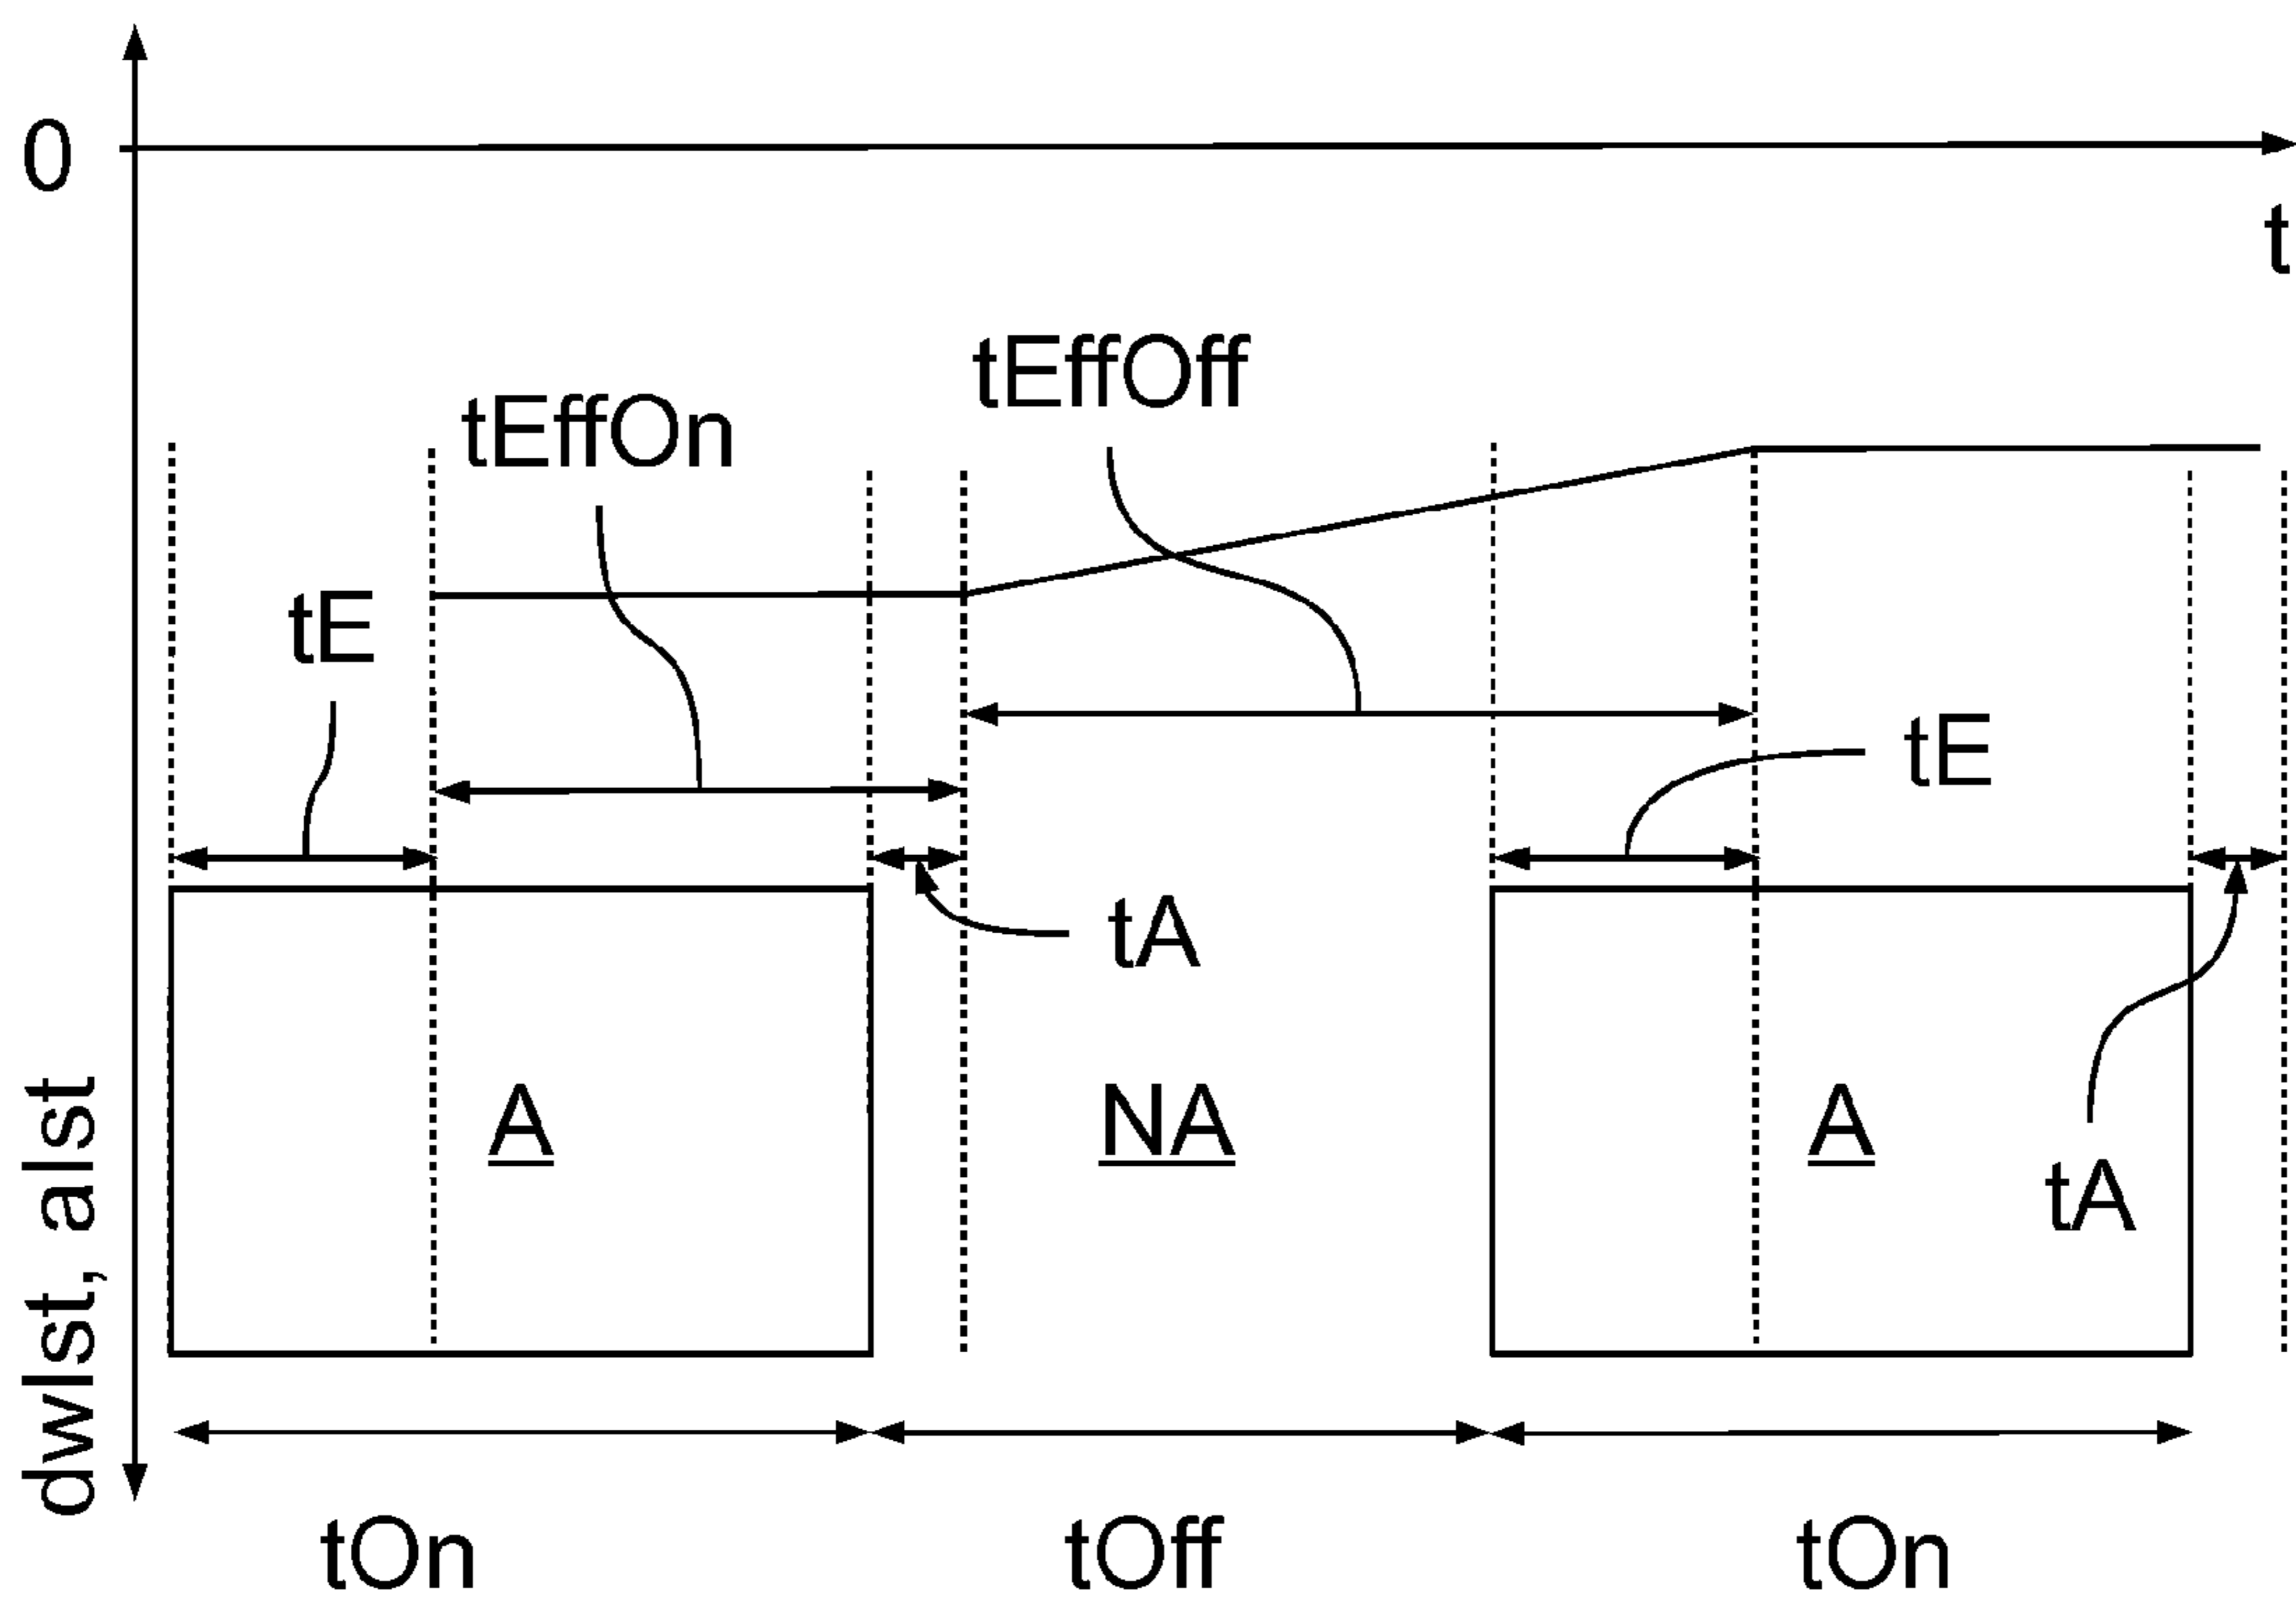 0
t
tEffOff
tEffOn
tE
tE
tA
A
NA
A
tA
dwIst, aIst
tOn
tOff
tOn